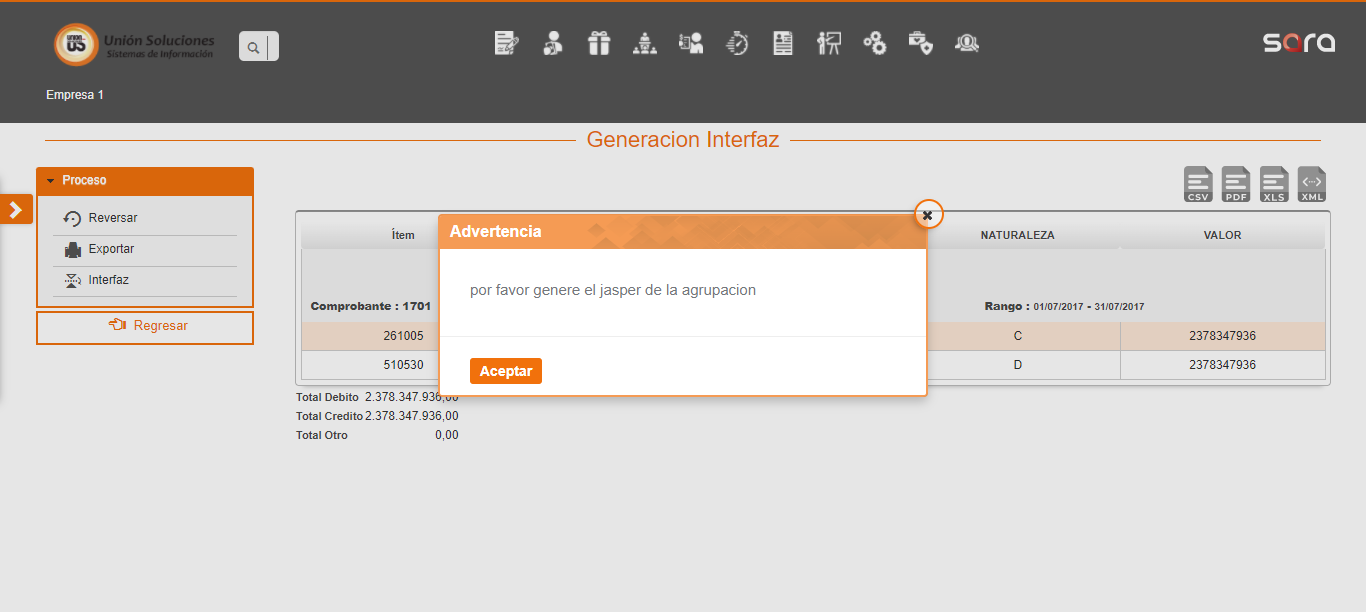 UNION
US
Unión Soluciones
Sistemas de Información
sara
Empresa 1
Generacion Interfaz
Proceso
Reversar
Exportar
Interfaz
Regresar
CSV PDF XLS XML
Ítem NATURALEZA VALOR
Comprobante : 1701 Rango : 01/07/2017 - 31/07/2017
261005 C 2378347936
510530 D 2378347936
Total Debito 2.378.347.936,00
Total Credito 2.378.347.936,00
Total Otro 0,00
Advertencia
por favor genere el jasper de la agrupacion
Aceptar